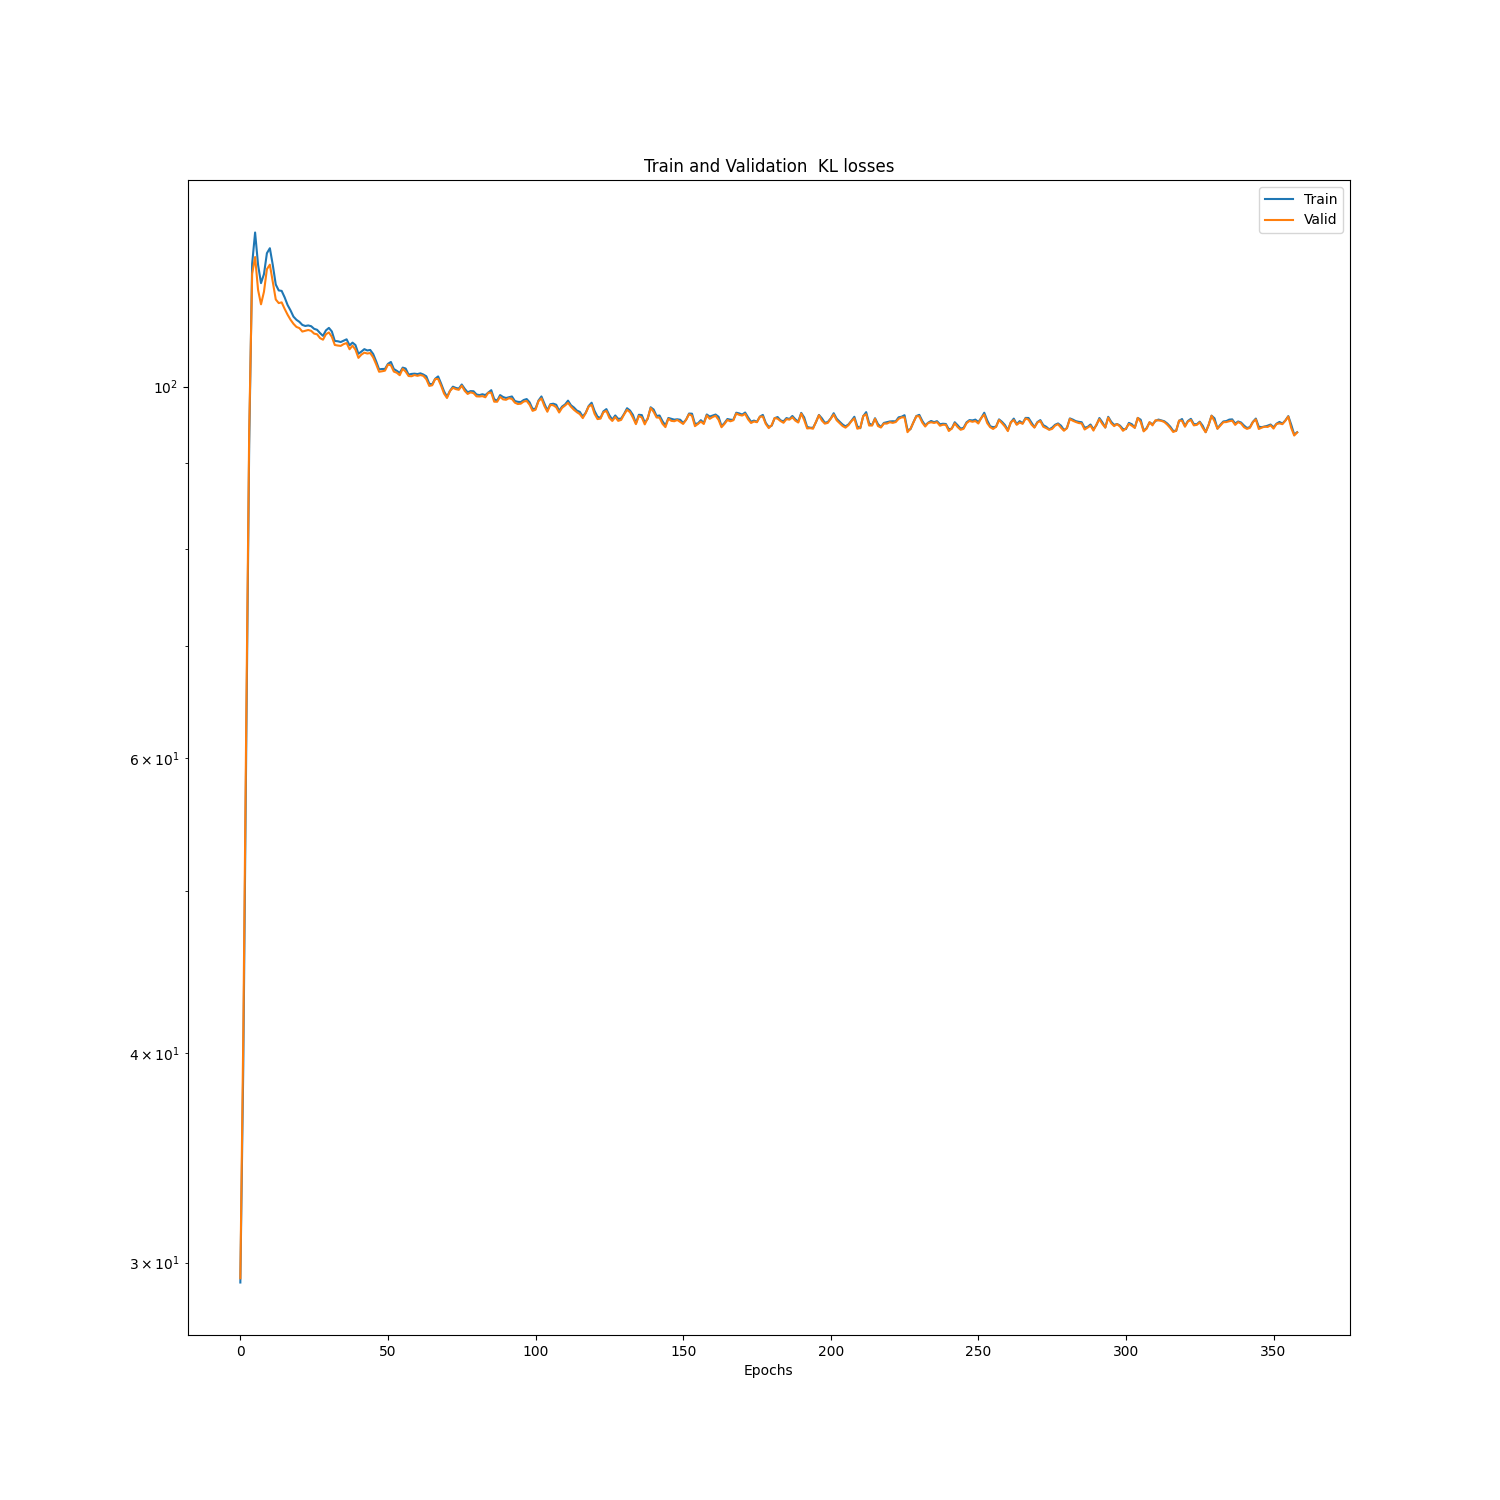 Train and Validation  KL losses
Train
Valid
10²
6 × 10¹
4 × 10¹
3 × 10¹
0 50 100 150 200 250 300 350
Epochs